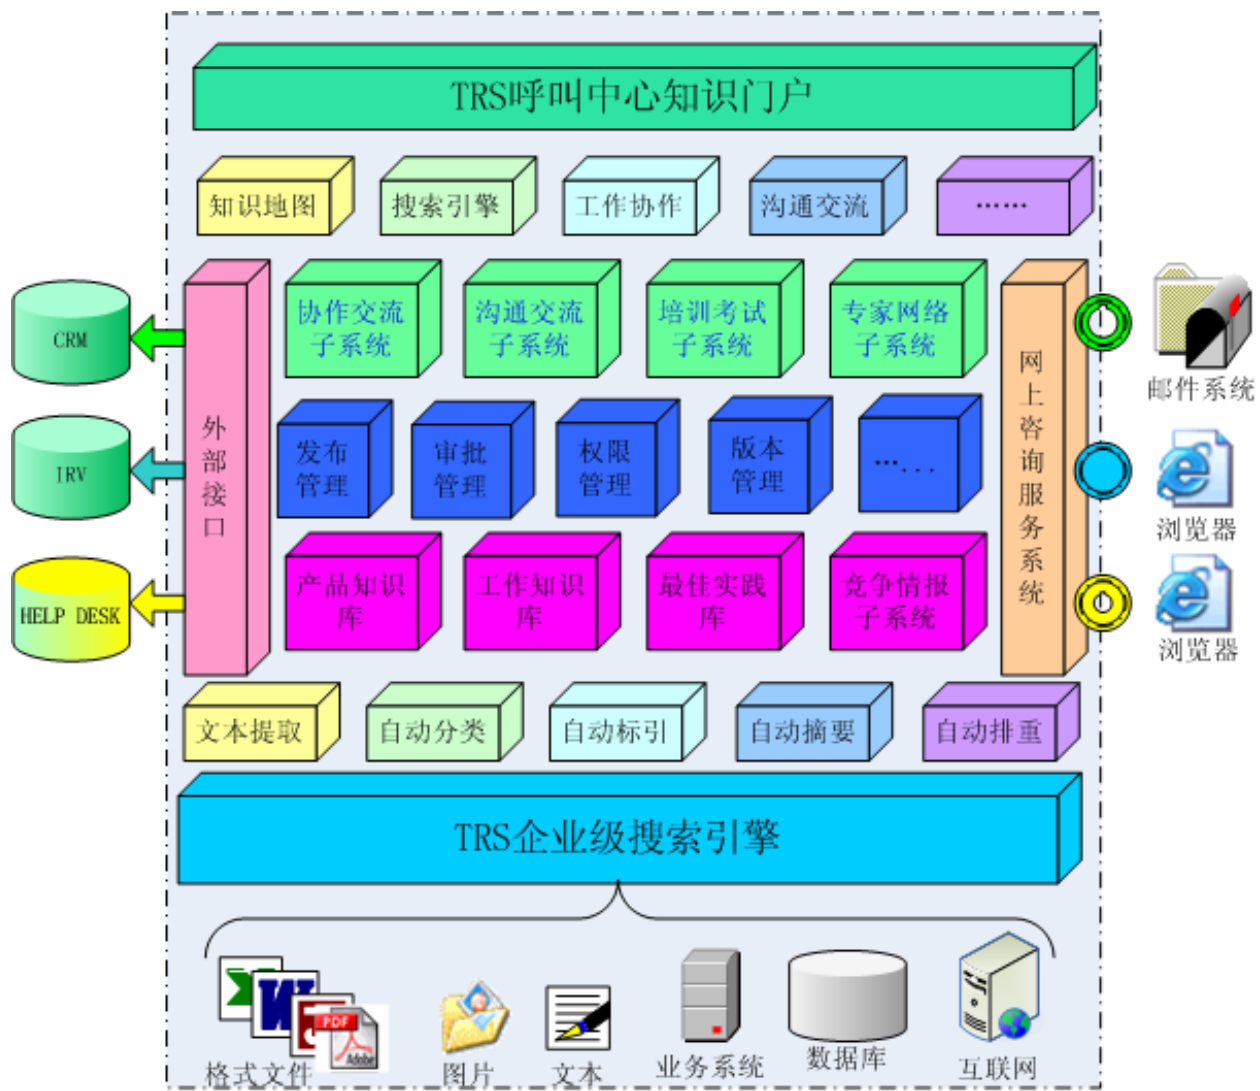 TRS呼叫中心知识门户
知识地图
搜索引擎
工作协作
沟通交流
……
CRM
IRV
HELP DESK
外部接口
协作交流
子系统
沟通交流
子系统
培训考试
子系统
专家网络
子系统
发布
管理
审批
管理
权限
管理
版本
管理
…...
产品知识
库
工作知识
库
最佳实践
库
竞争情报
子系统
网上咨询服务系统
邮件系统
浏览器
浏览器
文本提取
自动分类
自动标引
自动摘要
自动排重
TRS企业级搜索引擎
W
PDF
Adobe
格式文件
图片
文本
业务系统
数据库
互联网